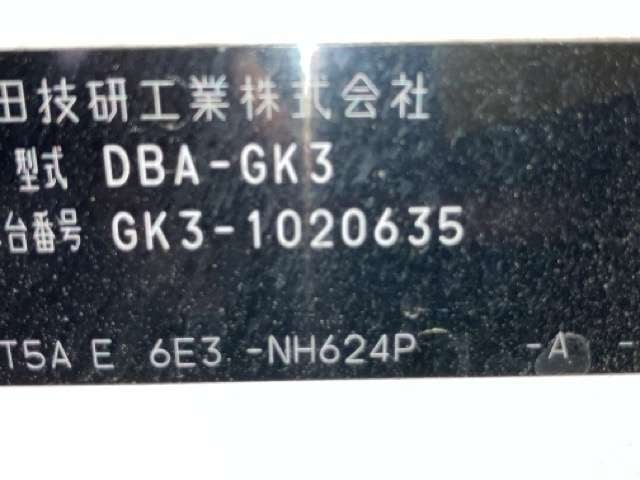 田技研工業株式会社
型式 DBA-GK3
台番号 GK3-1020635
T5A E 6E3 -NH624P -A -